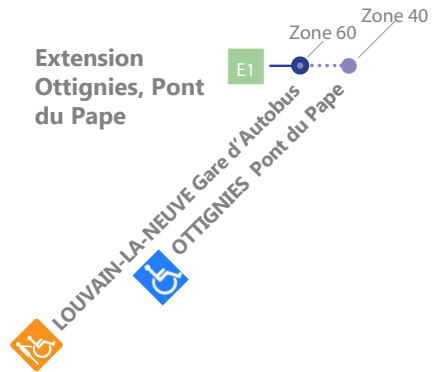 Zone 40
Zone 60
Extension
Ottignies, Pont
du Pape
E1
LOUVAIN-LA-NEUVE Gare d’Autobus
OTTIGNIES Pont du Pape